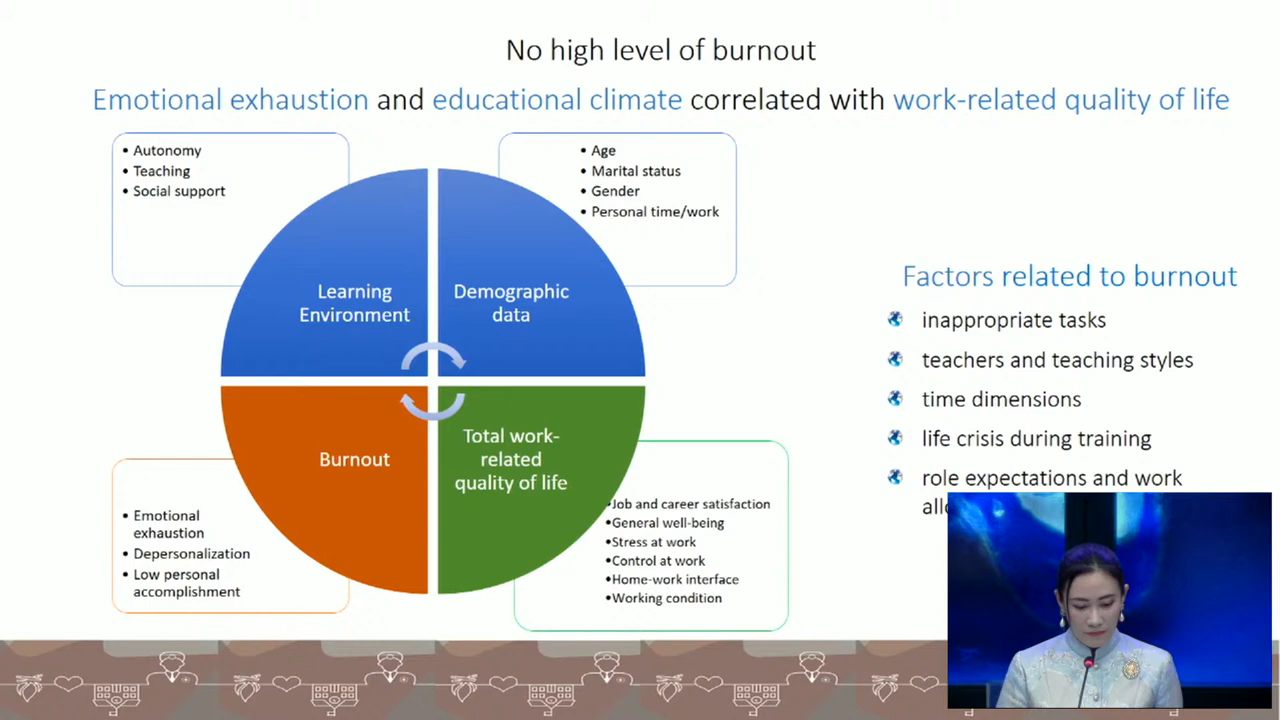 No high level of burnout
Emotional exhaustion and educational climate correlated with work-related quality of life
• Autonomy
• Teaching
• Social support
• Age
• Marital status
• Gender
• Personal time/work
Learning
Environment
Demographic
data
Burnout
Total work-
related
quality of life
• Emotional
exhaustion
• Depersonalization
• Low personal
accomplishment
•Job and career satisfaction
•General well-being
•Stress at work
•Control at work
•Home-work interface
•Working condition
Factors related to burnout
inappropriate tasks
teachers and teaching styles
time dimensions
life crisis during training
role expectations and work